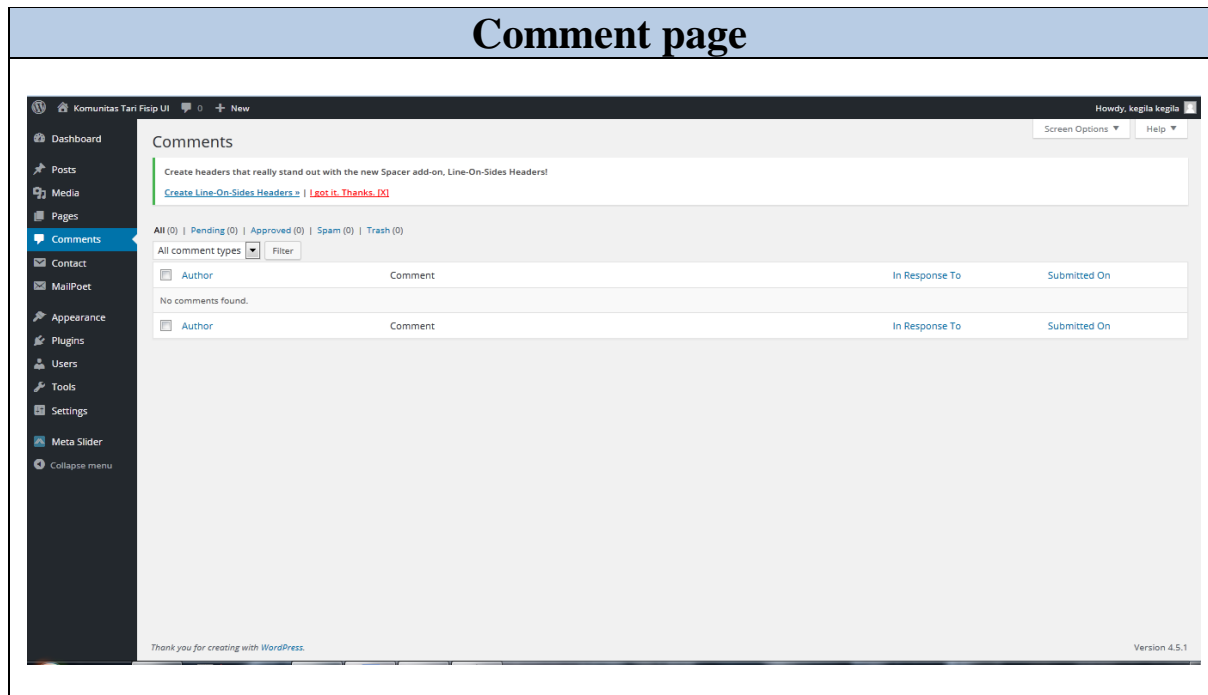 Comment page
Komunitas Tari Fisip UI 0 + New Howdy, kegila kegila
Screen Options ▼ Help ▼
Dashboard
Posts
Media
Pages
Comments
Contact
MailPoet
Appearance
Plugins
Users
Tools
Settings
Meta Slider
Collapse menu
Comments
Create headers that really stand out with the new Spacer add-on, Line-On-Sides Headers!
Create Line-On-Sides Headers » | I got it. Thanks. [X]
All (0) | Pending (0) | Approved (0) | Spam (0) | Trash (0)
All comment types Filter
Author Comment In Response To Submitted On
No comments found.
Author Comment In Response To Submitted On
Thank you for creating with WordPress. Version 4.5.1